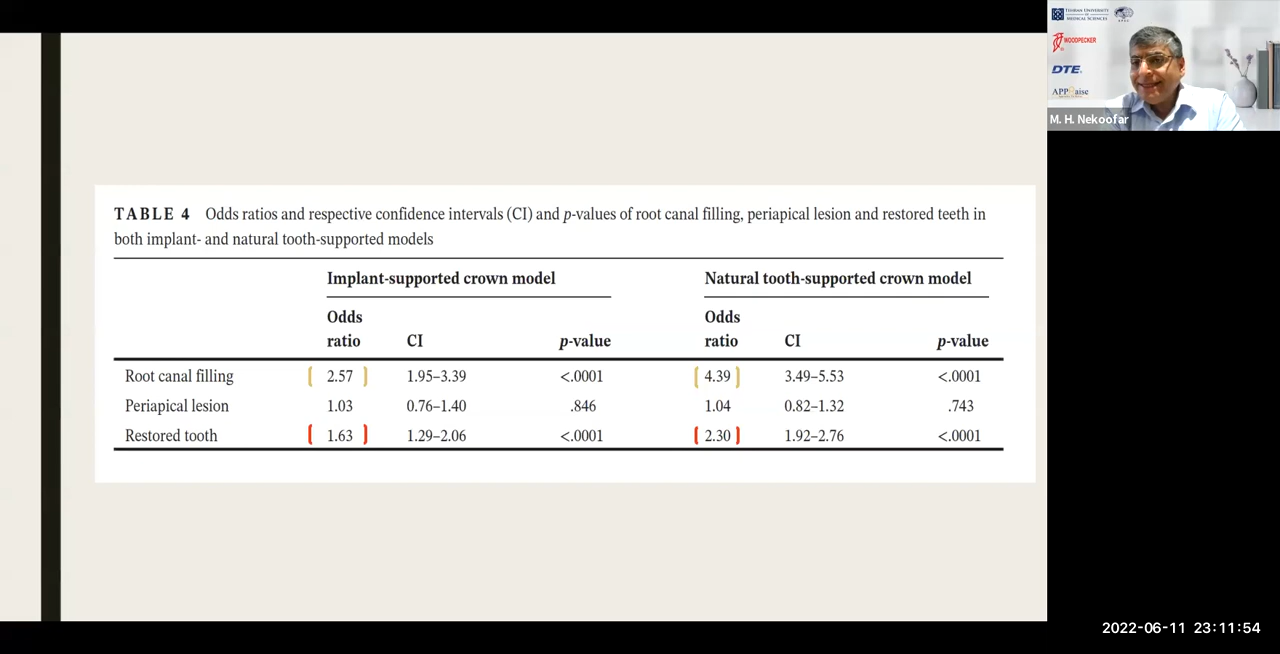 TABLE 4 Odds ratios and respective confidence intervals (CI) and p-values of root canal filling, periapical lesion and restored teeth in
both implant- and natural tooth-supported models
Implant-supported crown model Natural tooth-supported crown model
Odds ratio CI p-value Odds ratio CI p-value
Root canal filling 2.57 1.95–3.39 <.0001 4.39 3.49–5.53 <.0001
Periapical lesion 1.03 0.76–1.40 .846 1.04 0.82–1.32 .743
Restored tooth 1.63 1.29–2.06 <.0001 2.30 1.92–2.76 <.0001
TEHRAN UNIVERSITY
OF
MEDICAL SCIENCES
WOODPECKER
DTE
M. H. Nekoofar
2022-06-11 23:11:54